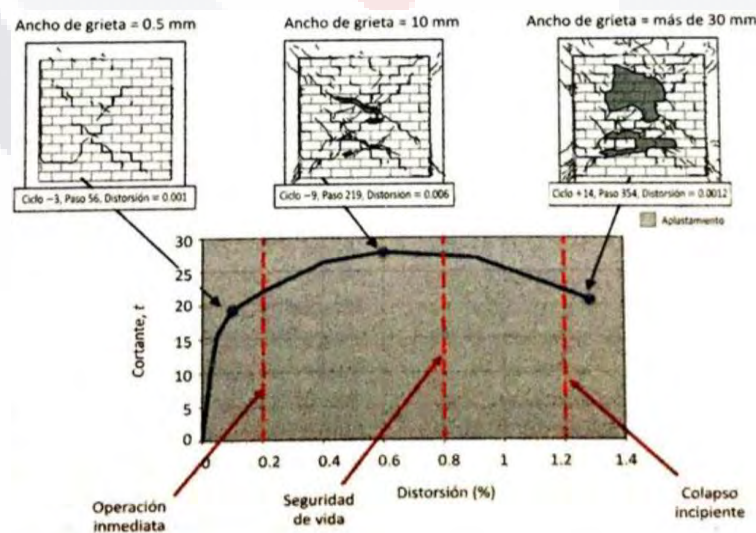 Ancho de grieta = 0.5 mm
Ancho de grieta = 10 mm
Ancho de grieta = más de 30 mm
Ciclo −3, Paso 56, Distorsión = 0.001
Ciclo −9, Paso 219, Distorsión = 0.006
Ciclo +14, Paso 354, Distorsión = 0.0012
Aplastamiento
30
25
20
15
10
5
0
Cortante, t
0 0.2 0.4 0.6 0.8 1 1.2 1.4
Distorsión (%)
Operación
inmediata
Seguridad
de vida
Colapso
incipiente